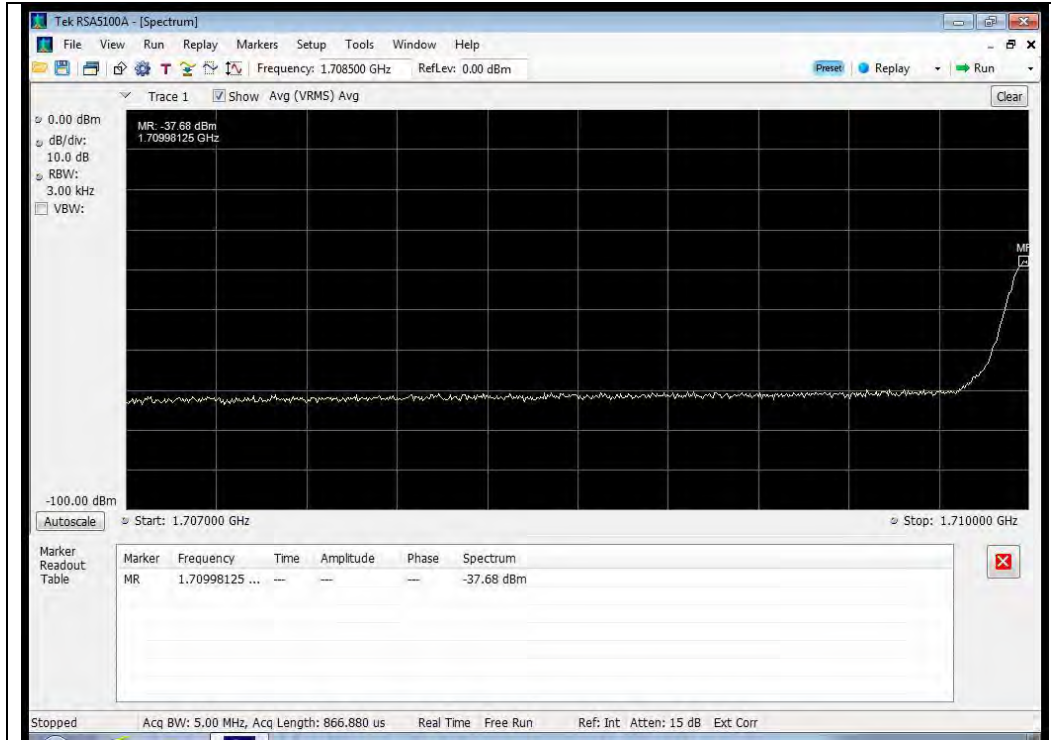 Tek RSA5100A - [Spectrum]
File View Run Replay Markers Setup Tools Window Help
T Frequency: 1.708500 GHz RefLev: 0.00 dBm Preset Replay Run
Trace 1 Show Avg (VRMS) Avg Clear
0.00 dBm
MR: -37.68 dBm
1.70998125 GHz
dB/div:
10.0 dB
RBW:
3.00 kHz
VBW:
MR
-100.00 dBm
Autoscale Start: 1.707000 GHz Stop: 1.710000 GHz
Marker
Readout
Table
Marker Frequency Time Amplitude Phase Spectrum
MR 1.70998125 ... --- --- --- -37.68 dBm
Stopped Acq BW: 5.00 MHz, Acq Length: 866.880 us Real Time Free Run Ref: Int Atten: 15 dB Ext Corr